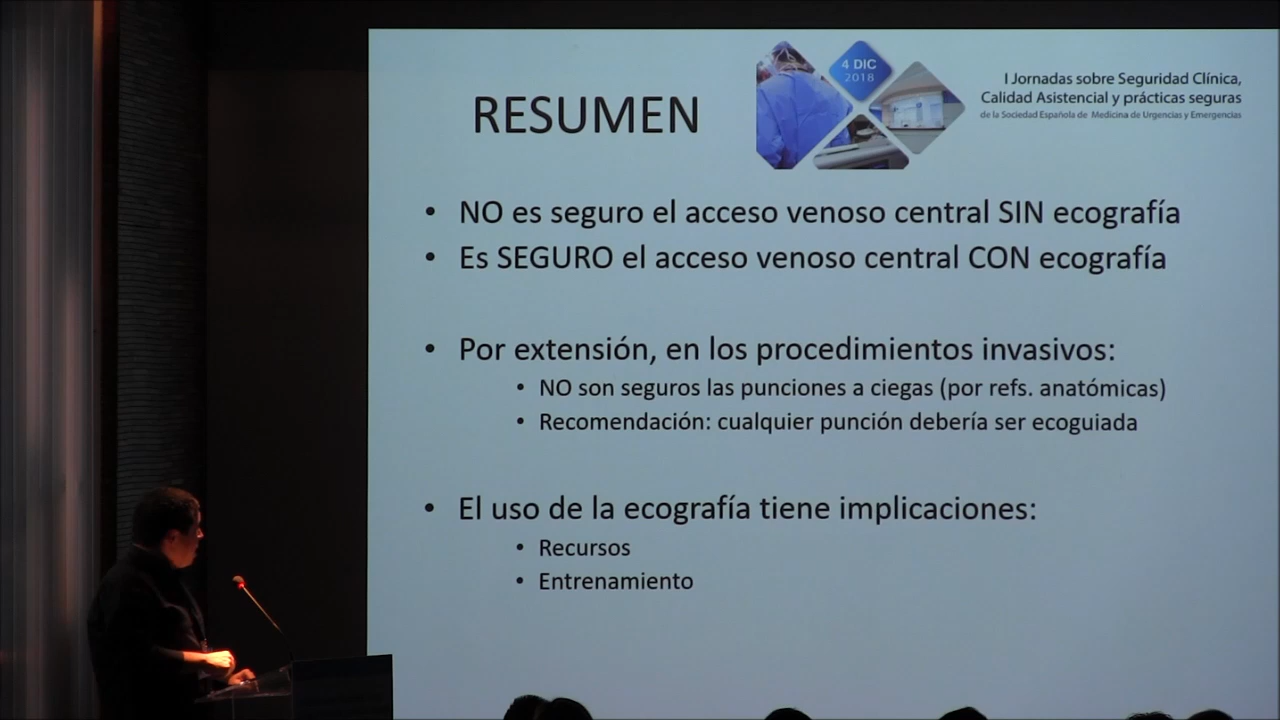 RESUMEN
4 DIC
2018
I Jornadas sobre Seguridad Clínica,
Calidad Asistencial y prácticas seguras
de la Sociedad Española de Medicina de Urgencias y Emergencias
• NO es seguro el acceso venoso central SIN ecografía
• Es SEGURO el acceso venoso central CON ecografía
• Por extensión, en los procedimientos invasivos:
• NO son seguros las punciones a ciegas (por refs. anatómicas)
• Recomendación: cualquier punción debería ser ecoguiada
• El uso de la ecografía tiene implicaciones:
• Recursos
• Entrenamiento